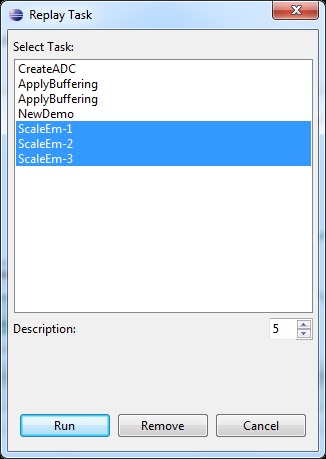 Replay Task
Select Task:
CreateADC
ApplyBuffering
ApplyBuffering
NewDemo
ScaleEm-1
ScaleEm-2
ScaleEm-3
Description:
5
Run
Remove
Cancel